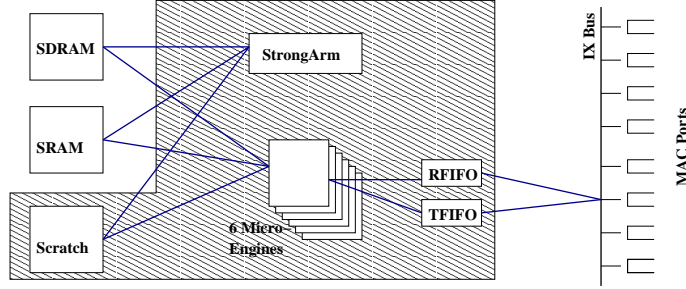 SDRAM
StrongArm
SRAM
Scratch
6 Micro-
Engines
RFIFO
TFIFO
IX Bus
MAC Ports